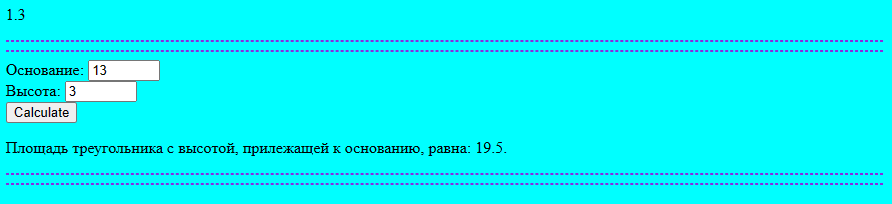 1.3
Основание: 13
Высота: 3
Calculate
Площадь треугольника с высотой, прилежащей к основанию, равна: 19.5.